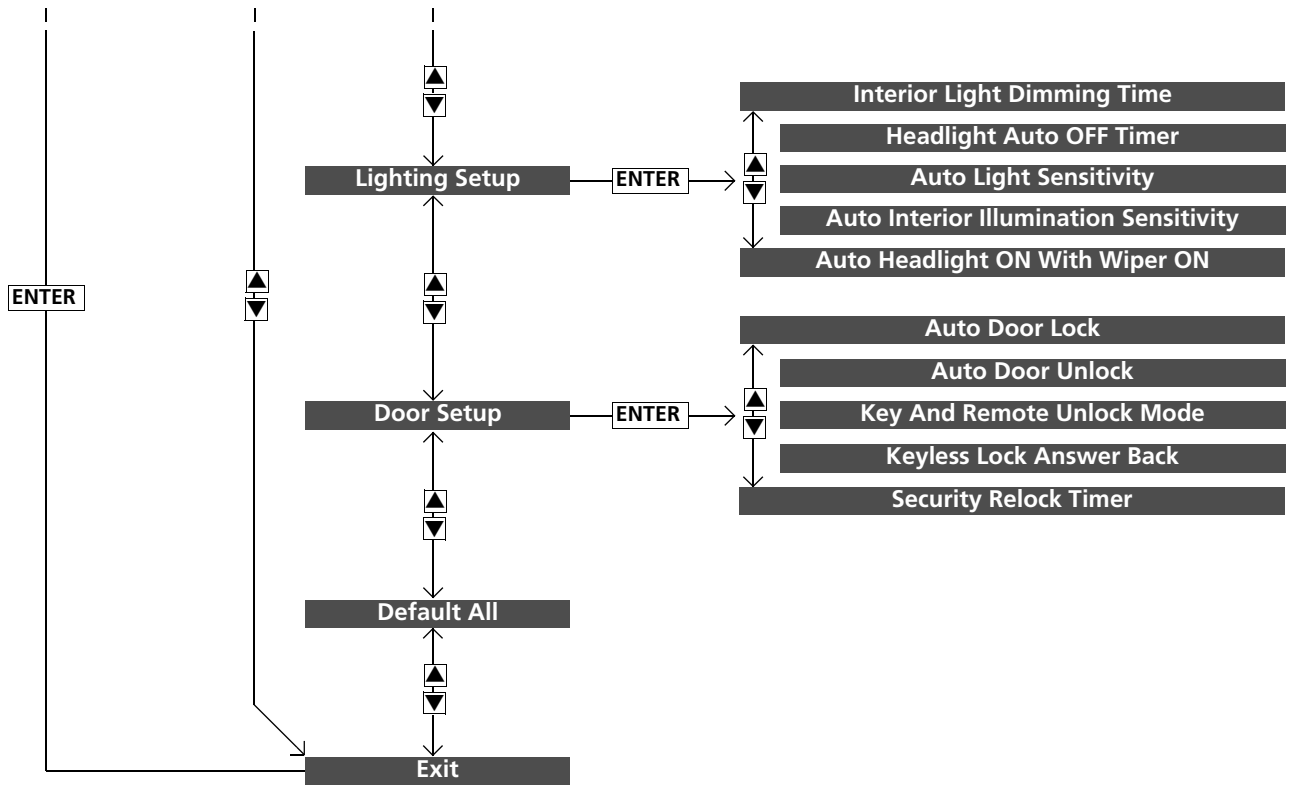 Interior Light Dimming Time
Headlight Auto OFF Timer
Lighting Setup
ENTER
Auto Light Sensitivity
Auto Interior Illumination Sensitivity
Auto Headlight ON With Wiper ON
ENTER
Auto Door Lock
Auto Door Unlock
Door Setup
ENTER
Key And Remote Unlock Mode
Keyless Lock Answer Back
Security Relock Timer
Default All
Exit